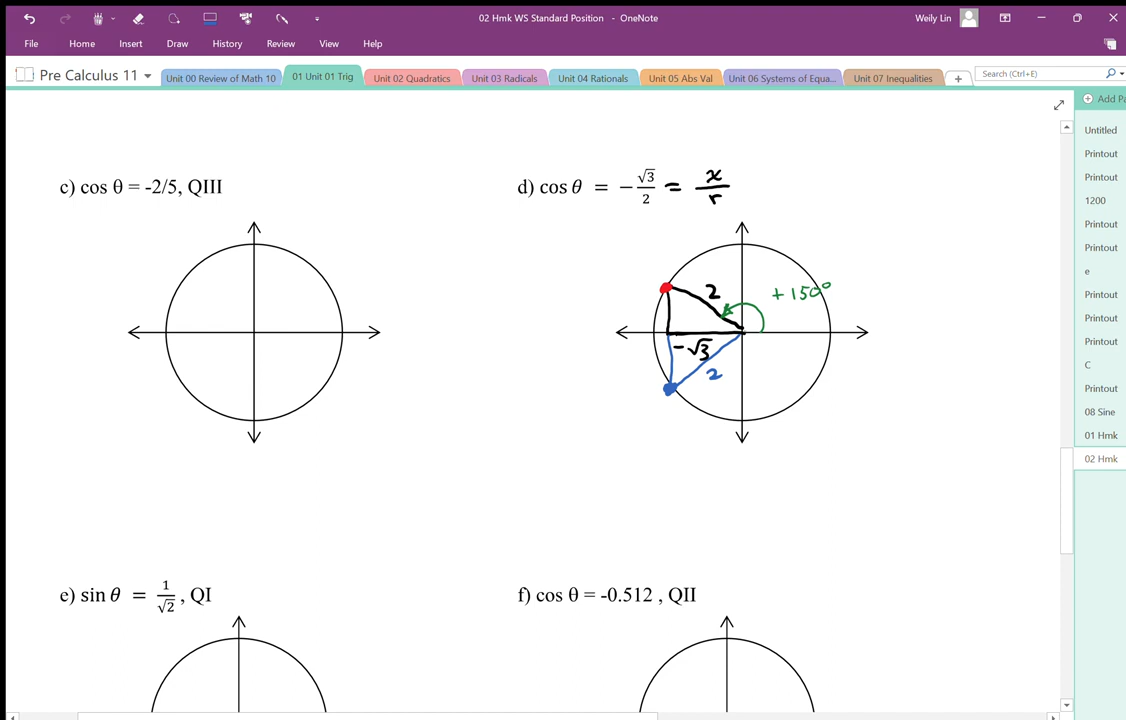 02 Hmk WS Standard Position - OneNote
Weily Lin
File Home Insert Draw History Review View Help
Pre Calculus 11
Unit 00 Review of Math 10
01 Unit 01 Trig
Unit 02 Quadratics
Unit 03 Radicals
Unit 04 Rationals
Unit 05 Abs Val
Unit 06 Systems of Equa...
Unit 07 Inequalities
+
Search (Ctrl+E)
Add Pa
Untitled
Printout
Printout
1200
Printout
Printout
e
Printout
Printout
Printout
C
Printout
08 Sine
01 Hmk
02 Hmk
c) cos θ = -2/5, QIII
d) cos θ = -√3/2 = x/r
2
+150°
-√3
2
e) sin θ = 1/√2 , QI
f) cos θ = -0.512 , QII